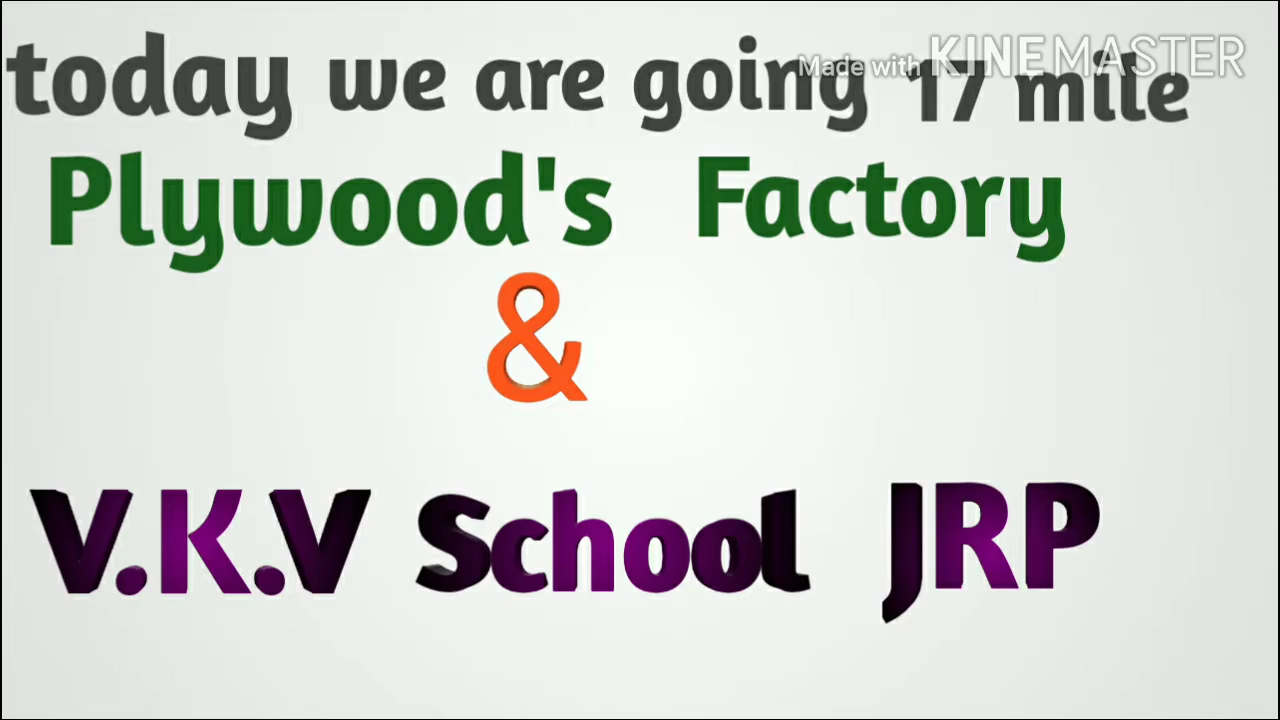 today we are going 17 mile
Made with KINEMASTER
Plywood's Factory
&
V.K.V School JRP